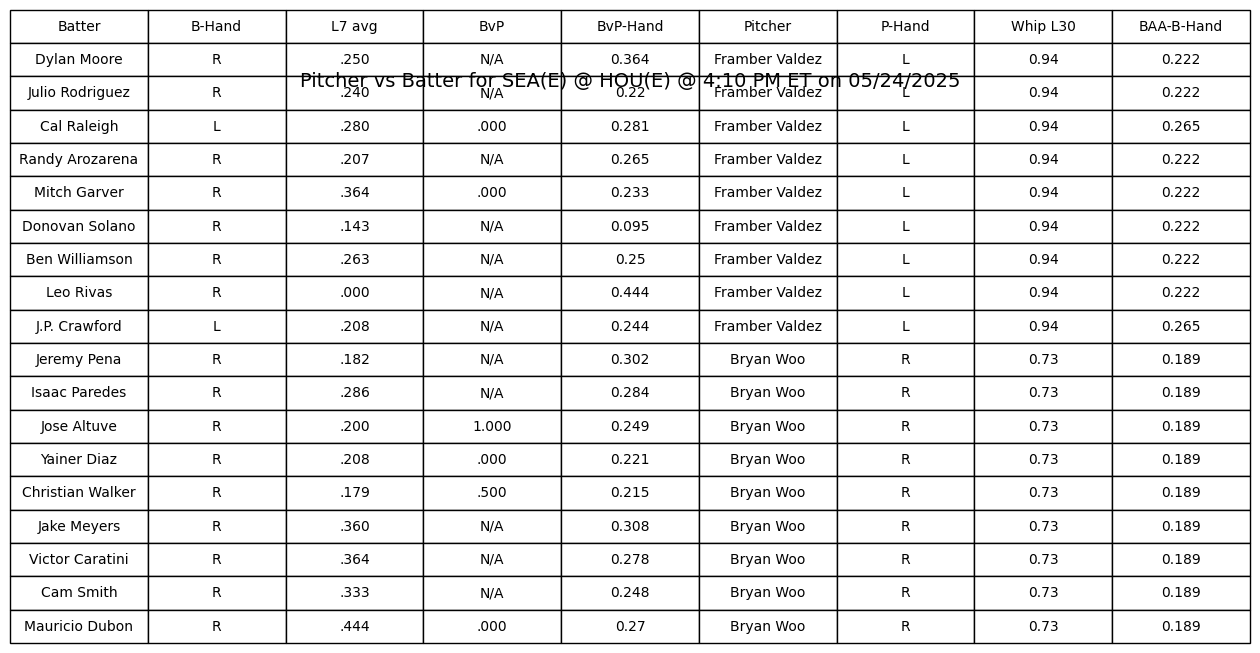 Batter B-Hand L7 avg BvP BvP-Hand Pitcher P-Hand Whip L30 BAA-B-Hand
Dylan Moore R .250 N/A 0.364 Framber Valdez L 0.94 0.222
Pitcher vs Batter for SEA(E) @ HOU(E) @ 4:10 PM ET on 05/24/2025
Julio Rodriguez R .240 N/A 0.22 Framber Valdez L 0.94 0.222
Cal Raleigh L .280 .000 0.281 Framber Valdez L 0.94 0.265
Randy Arozarena R .207 N/A 0.265 Framber Valdez L 0.94 0.222
Mitch Garver R .364 .000 0.233 Framber Valdez L 0.94 0.222
Donovan Solano R .143 N/A 0.095 Framber Valdez L 0.94 0.222
Ben Williamson R .263 N/A 0.25 Framber Valdez L 0.94 0.222
Leo Rivas R .000 N/A 0.444 Framber Valdez L 0.94 0.222
J.P. Crawford L .208 N/A 0.244 Framber Valdez L 0.94 0.265
Jeremy Pena R .182 N/A 0.302 Bryan Woo R 0.73 0.189
Isaac Paredes R .286 N/A 0.284 Bryan Woo R 0.73 0.189
Jose Altuve R .200 1.000 0.249 Bryan Woo R 0.73 0.189
Yainer Diaz R .208 .000 0.221 Bryan Woo R 0.73 0.189
Christian Walker R .179 .500 0.215 Bryan Woo R 0.73 0.189
Jake Meyers R .360 N/A 0.308 Bryan Woo R 0.73 0.189
Victor Caratini R .364 N/A 0.278 Bryan Woo R 0.73 0.189
Cam Smith R .333 N/A 0.248 Bryan Woo R 0.73 0.189
Mauricio Dubon R .444 .000 0.27 Bryan Woo R 0.73 0.189